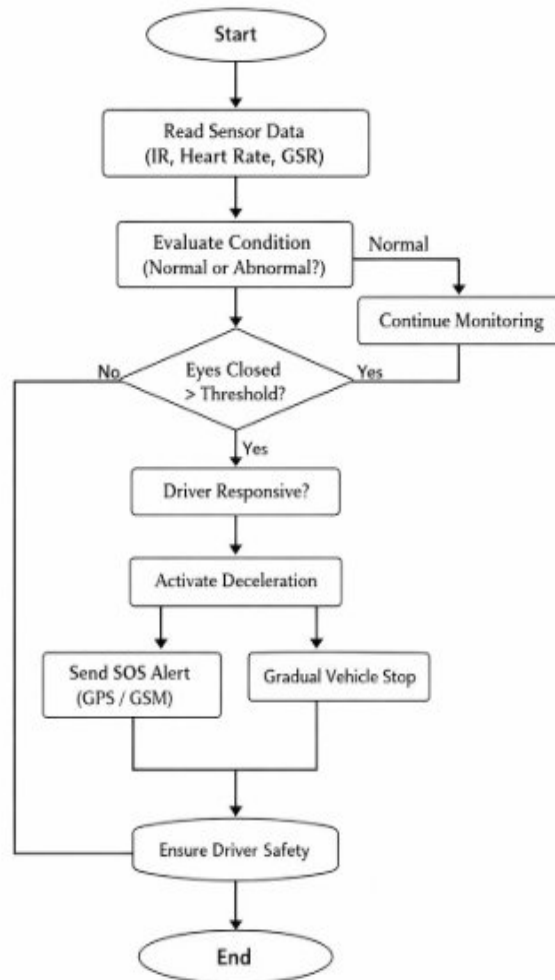 Start
Read Sensor Data
(IR, Heart Rate, GSR)
Evaluate Condition
(Normal or Abnormal?)
Normal
Continue Monitoring
No
Eyes Closed
> Threshold?
Yes
Yes
Driver Responsive?
Activate Deceleration
Send SOS Alert
(GPS / GSM)
Gradual Vehicle Stop
Ensure Driver Safety
End